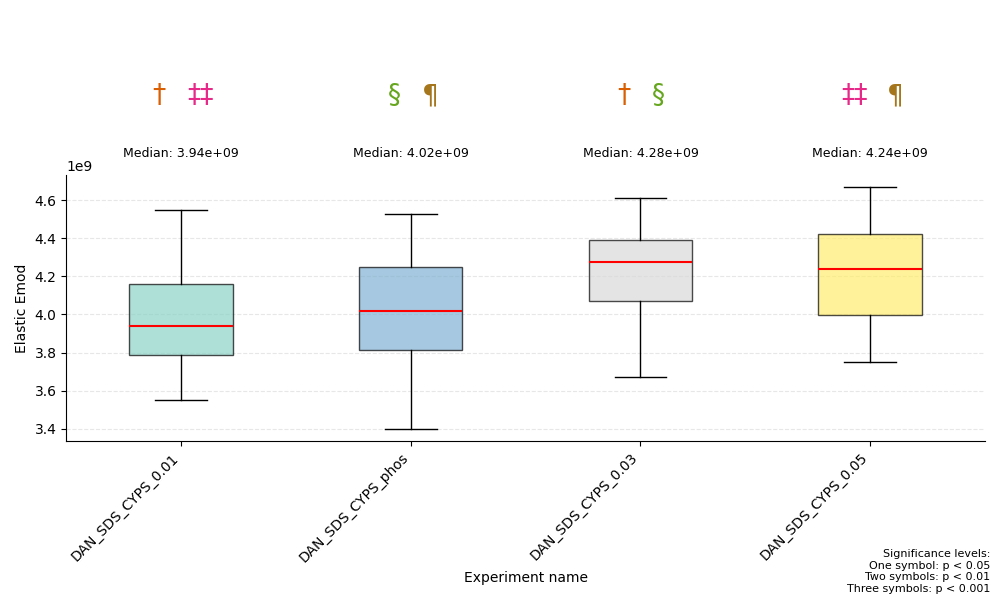 † ‡‡ § ¶ † § ‡‡ ¶
Median: 3.94e+09 Median: 4.02e+09 Median: 4.28e+09 Median: 4.24e+09
1e9
4.6
4.4
4.2
4.0
3.8
3.6
3.4
Elastic Emod
DAN_SDS_CYPS_0.01
DAN_SDS_CYPS_phos
DAN_SDS_CYPS_0.03
DAN_SDS_CYPS_0.05
Experiment name
Significance levels:
One symbol: p < 0.05
Two symbols: p < 0.01
Three symbols: p < 0.001